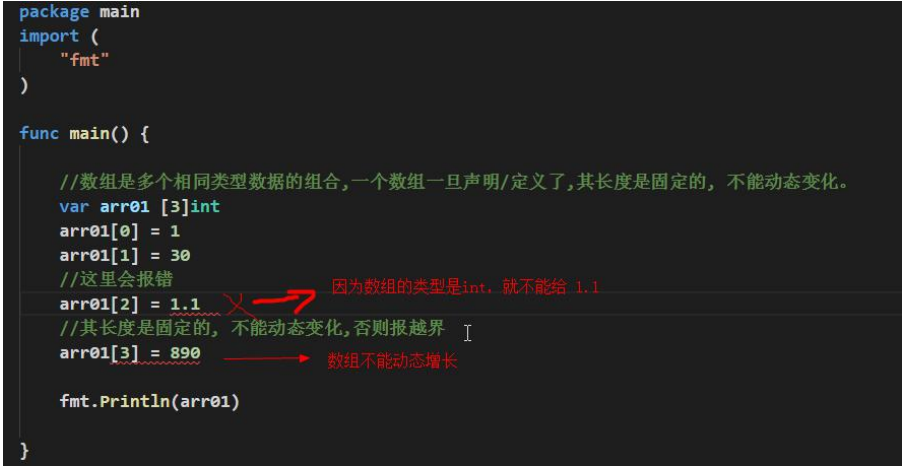 package main
import (
"fmt"
)
func main() {
//数组是多个相同类型数据的组合,一个数组一旦声明/定义了,其长度是固定的, 不能动态变化。
var arr01 [3]int
arr01[0] = 1
arr01[1] = 30
//这里会报错
因为数组的类型是int, 就不能给 1.1
arr01[2] = 1.1
//其长度是固定的, 不能动态变化,否则报越界
arr01[3] = 890
数组不能动态增长
fmt.Println(arr01)
}